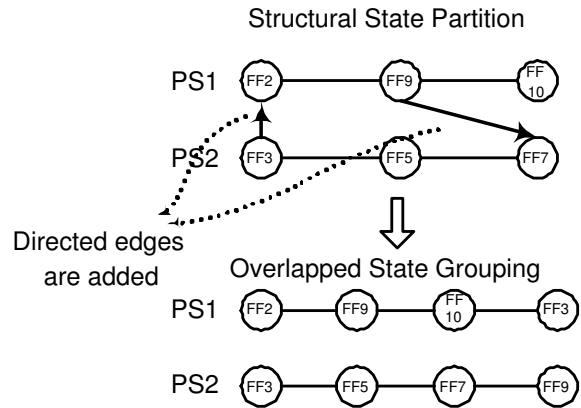 Structural State Partition
PS1 FF2 FF9 FF 10
PS2 FF3 FF5 FF7
Directed edges
are added
Overlapped State Grouping
PS1 FF2 FF9 FF 10 FF3
PS2 FF3 FF5 FF7 FF9